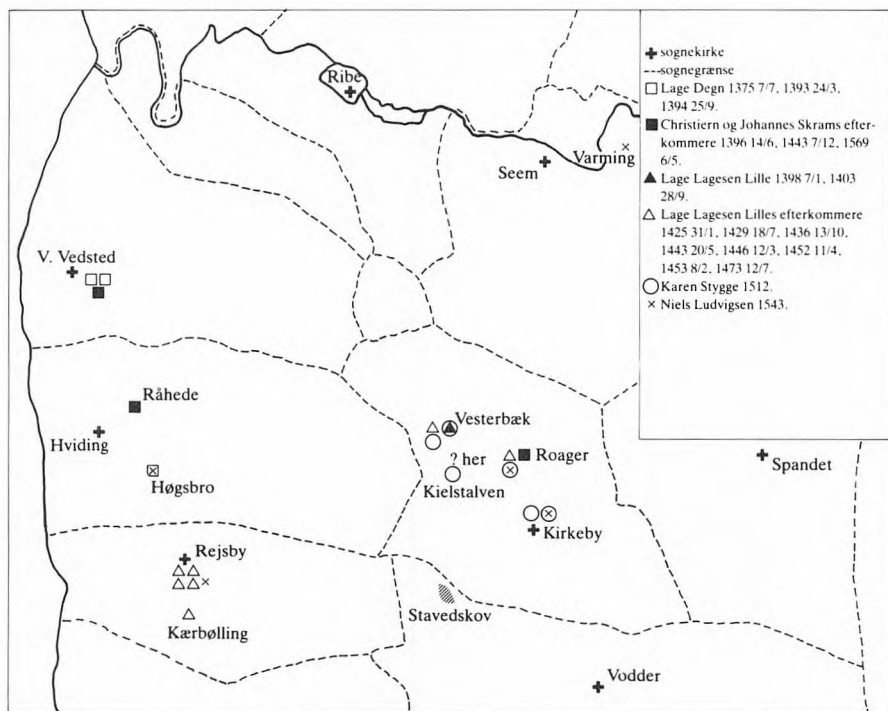 sognekirke
sognegrænse
Lage Degn 1375 7/7, 1393 24/3,
1394 25/9.
Christiern og Johannes Skrams efter-
kommere 1396 14/6, 1443 7/12, 1569
6/5.
Lage Lagesen Lille 1398 7/1, 1403
28/9.
Lage Lagesen Lilles efterkommere
1425 31/1, 1429 18/7, 1436 13/10,
1443 20/5, 1446 12/3, 1452 11/4,
1453 8/2, 1473 12/7.
Karen Stygge 1512.
Niels Ludvigsen 1543.
Ribe
Varming
Seem
V. Vedsted
Råhede
Hviding
Høgsbro
Vesterbæk
? her
Roager
Kielstalven
Spandet
Kirkeby
Rejsby
Kærbølling
Stavedskov
Vodder